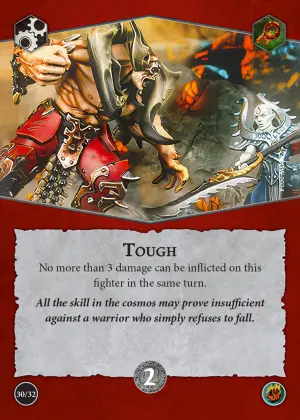 TOUGH
No more than 3 damage can be inflicted on this
fighter in the same turn.
All the skill in the cosmos may prove insufficient
against a warrior who simply refuses to fall.
2
30/32